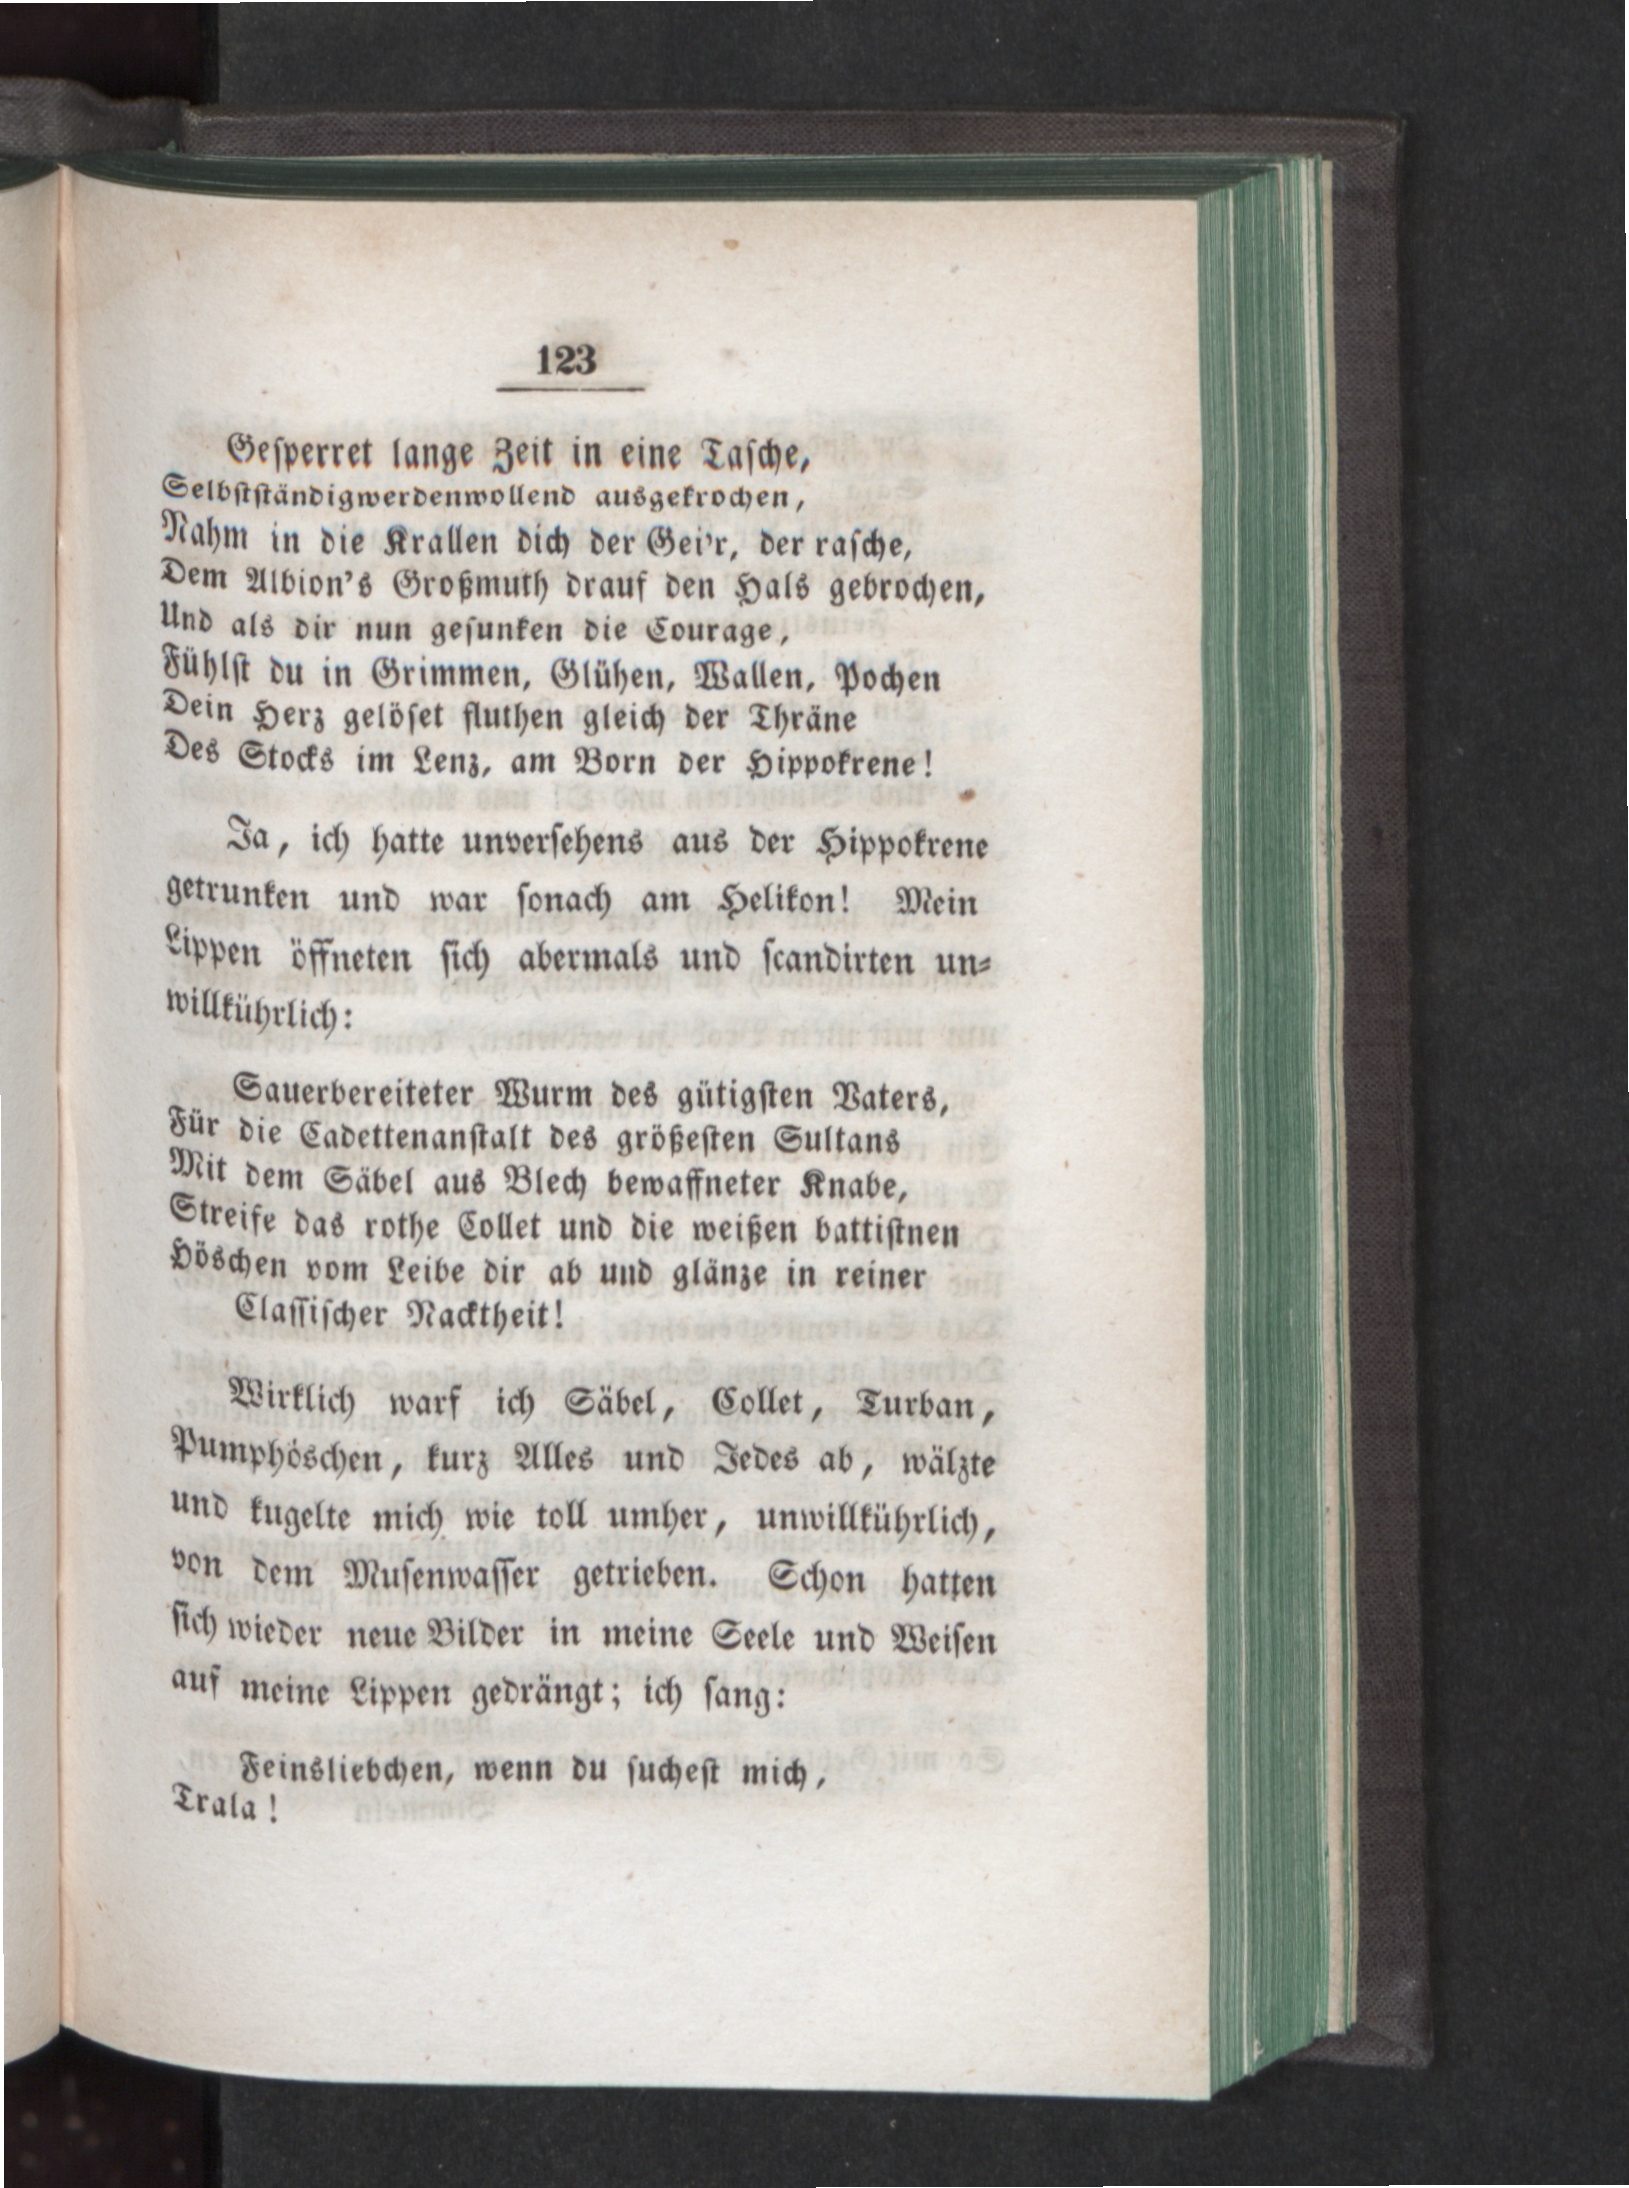 123
Gesperret lange Zeit in eine Tasche,
Selbstständigwerdenwollend ausgekrochen,
Nahm in die Krallen dich der Gei'r, der rasche,
Dem Albion's Großmuth drauf den Hals gebrochen,
Und als dir nun gesunken die Courage,
Fühlst du in Grimmen, Glühen, Wallen, Pochen
Dein Herz gelöset fluthen gleich der Thräne
Des Stocks im Lenz, am Born der Hippokrene!
Ja, ich hatte unversehens aus der Hippokrene
getrunken und war sonach am Helikon! Mein
Lippen öffneten sich abermals und scandirten un-
willkührlich:
Sauerbereiteter Wurm des gütigsten Vaters,
Für die Cadettenanstalt des größesten Sultans
Mit dem Säbel aus Blech bewaffneter Knabe,
Streife das rothe Collet und die weißen battistnen
Höschen vom Leibe dir ab und glänze in reiner
Classischer Nacktheit!
Wirklich warf ich Säbel, Collet, Turban,
Pumphöschen, kurz Alles und Jedes ab, wälzte
und kugelte mich wie toll umher, unwillkührlich,
von dem Musenwasser getrieben. Schon hatten
sich wieder neue Bilder in meine Seele und Weisen
auf meine Lippen gedrängt; ich sang:
Feinsliebchen, wenn du suchest mich,
Trala!